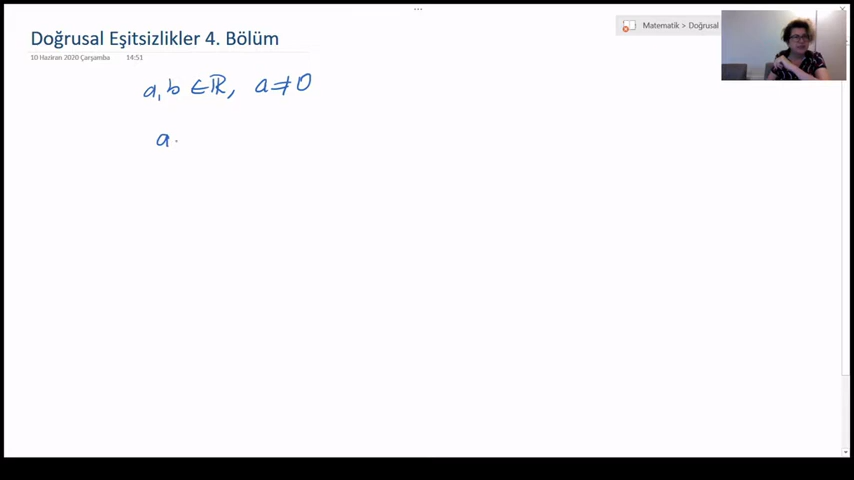 ...
Matematik > Doğrusal
Doğrusal Eşitsizlikler 4. Bölüm
10 Haziran 2020 Çarşamba 14:51
a, b ∈ ℝ, a ≠ 0
a.